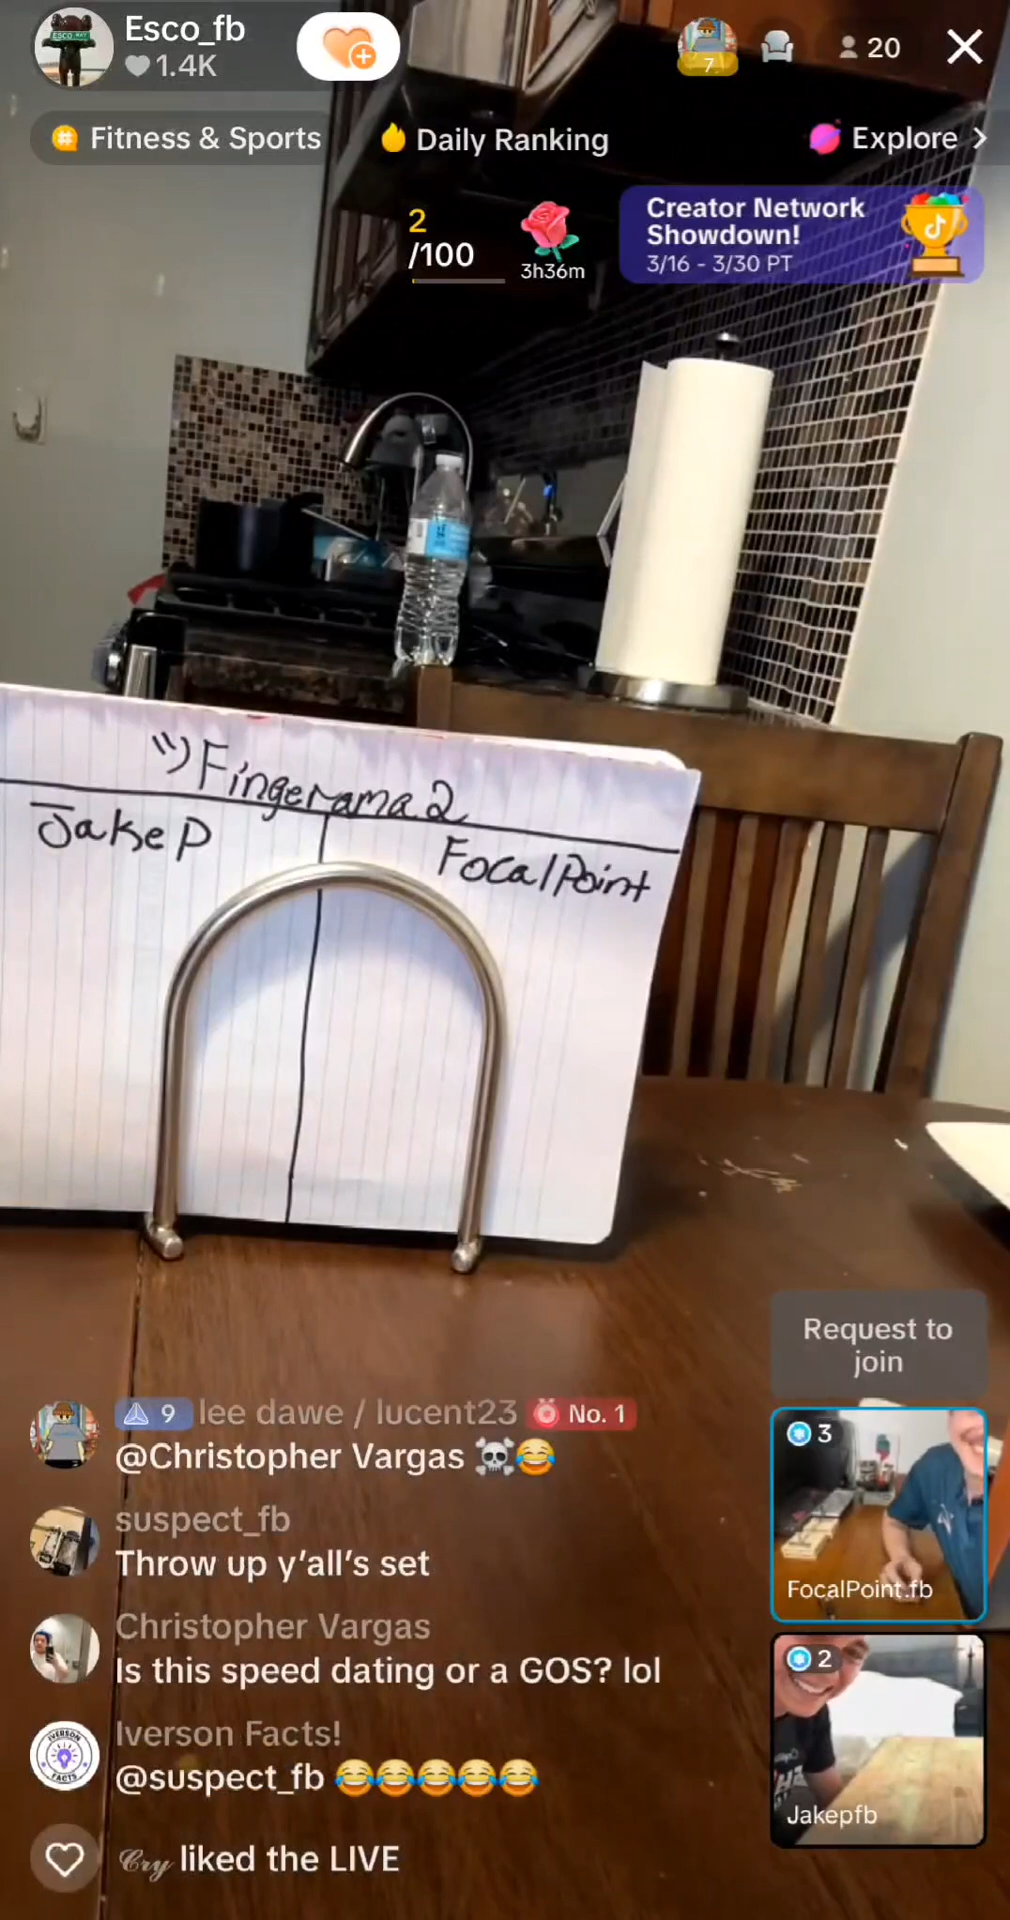 Esco_fb
1.4K
7
20
Fitness & Sports
Daily Ranking
Explore >
2
/100
3h36m
Creator Network
Showdown!
3/16 - 3/30 PT
Fingerama 2
Jake P
FocalPoint
Request to
join
9 lee dawe / lucent23 No. 1
@Christopher Vargas ☠️😂
suspect_fb
Throw up y'all's set
Christopher Vargas
Is this speed dating or a GOS? lol
Iverson Facts!
@suspect_fb 😂😂😂😂😂
Cry liked the LIVE
3
FocalPoint.fb
2
Jakepfb